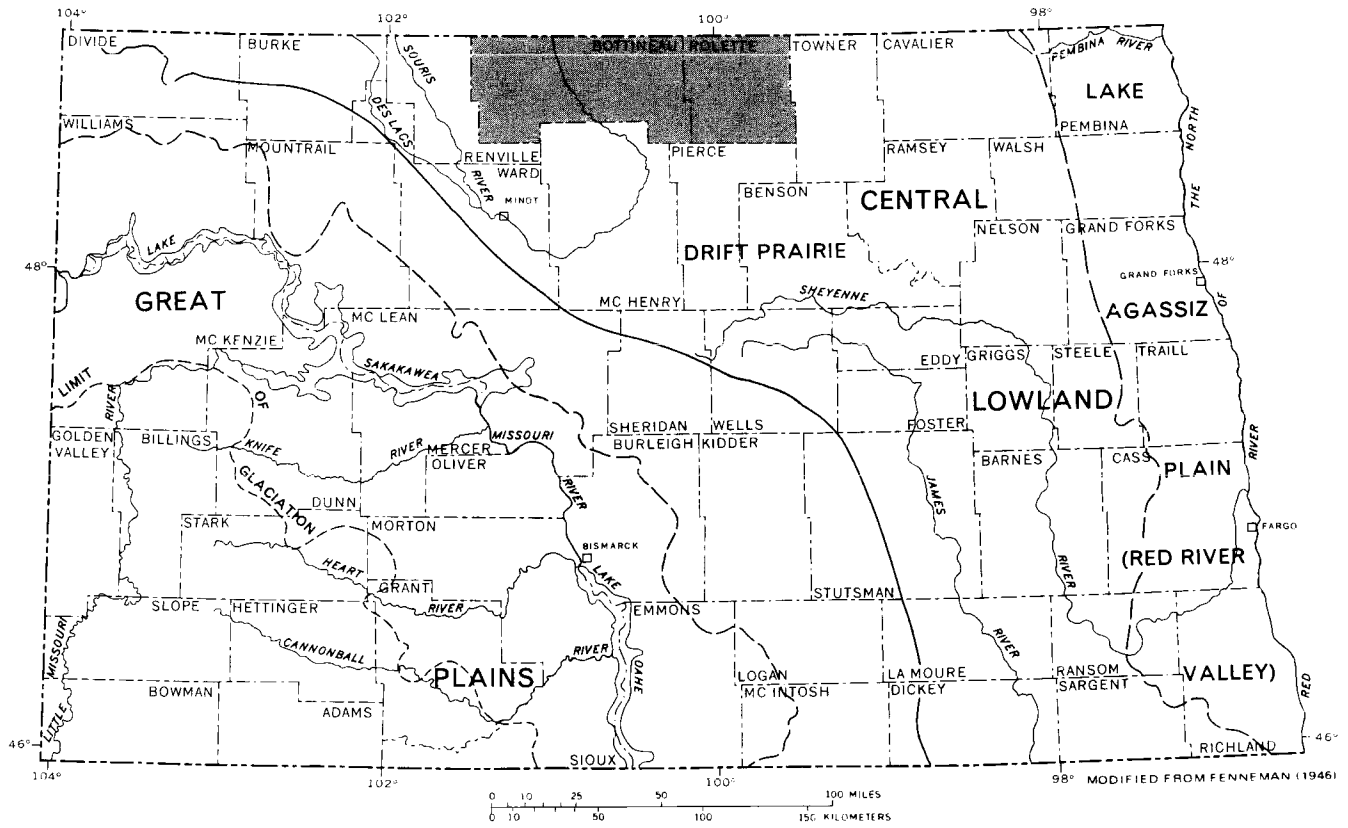 104° 102° 100° 98°
DIVIDE BURKE BOTTINEAU ROLETTE TOWNER CAVALIER PEMBINA RIVER
SOURIS
DES LACS
RIVER
LAKE
WILLIAMS PEMBINA
MOUNTRAIL RENVILLE PIERCE RAMSEY WALSH
WARD BENSON
MINOT
CENTRAL
NELSON GRAND FORKS
DRIFT PRAIRIE
LAKE
48° 48°
GRAND FORKS
GREAT MC HENRY SHEYENNE AGASSIZ
MC LEAN
MC KENZIE EDDY GRIGGS STEELE TRAILL
SAKAKAWEA
LIMIT OF GLACIATION
LOWLAND
RIVER
SHERIDAN WELLS FOSTER
GOLDEN VALLEY BILLINGS MISSOURI RIVER BURLEIGH KIDDER
KNIFE RIVER MERCER BARNES CASS PLAIN
OLIVER
DUNN JAMES RIVER
STARK MORTON
BISMARCK FARGO
HEART RIVER LAKE OAHE (RED RIVER
GRANT RIVER
STUTSMAN
SLOPE HETTINGER EMMONS
CANNONBALL RIVER
LITTLE MISSOURI PLAINS LOGAN LA MOURE RANSOM VALLEY)
BOWMAN MC INTOSH DICKEY SARGENT
ADAMS
RED RIVER OF THE NORTH
46° SIOUX RICHLAND 46°
104° 102° 100° 98° MODIFIED FROM FENNEMAN (1946)
0 10 25 50 100 MILES
0 10 50 100 150 KILOMETERS